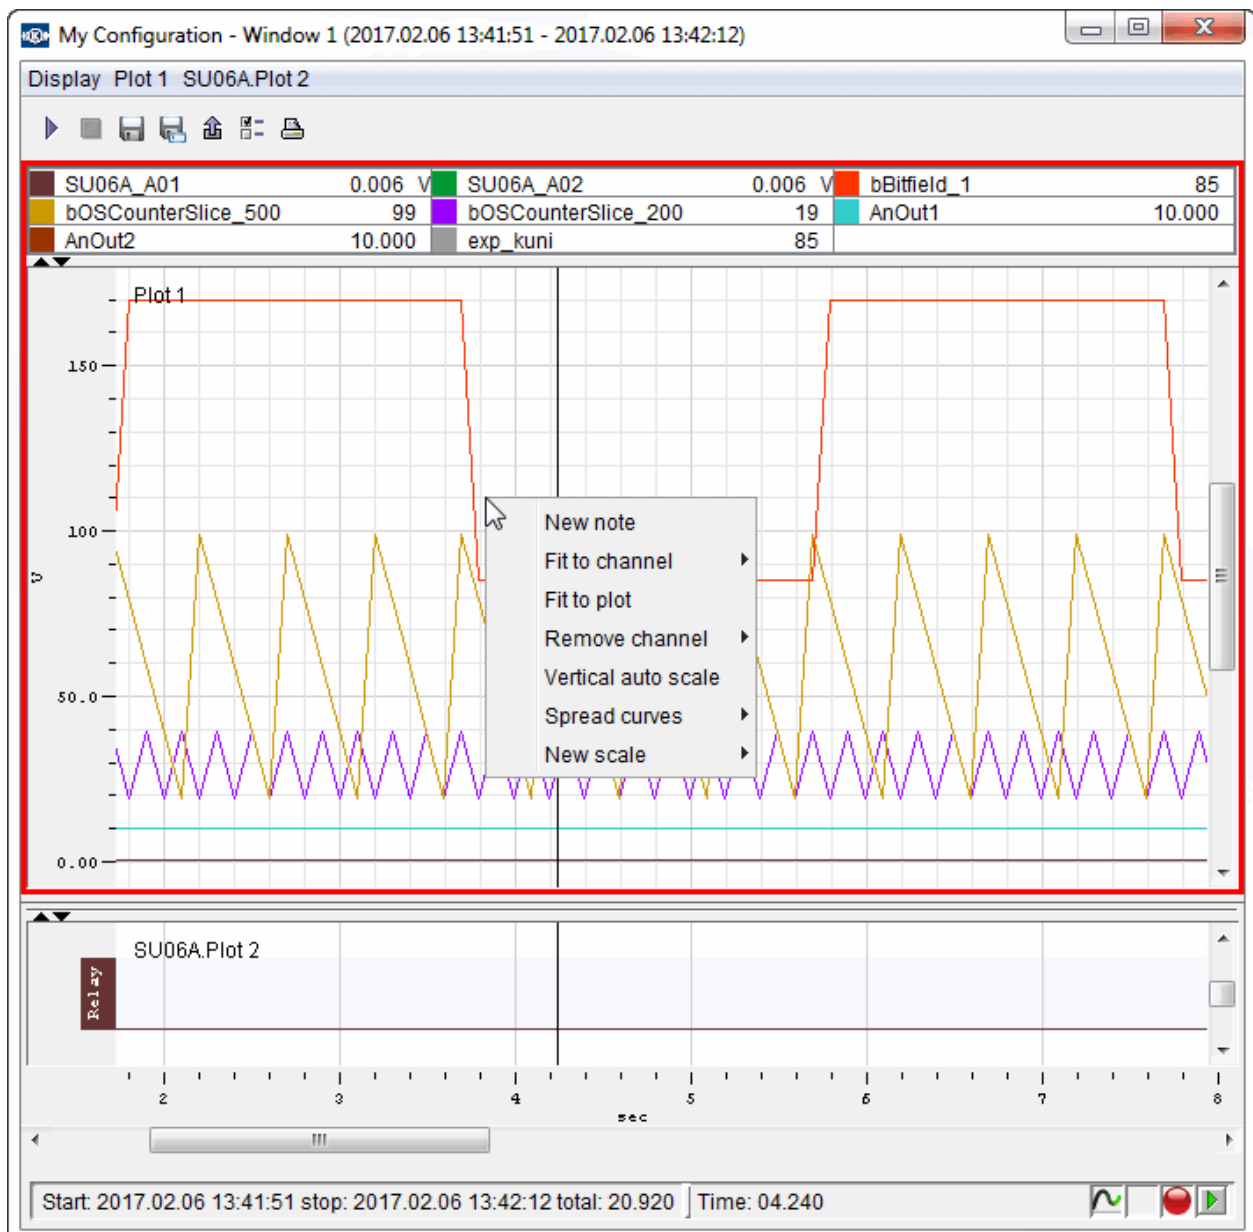 My Configuration - Window 1 (2017.02.06 13:41:51 - 2017.02.06 13:42:12)
Display Plot 1 SU06A.Plot 2
SU06A_A01 0.006 V SU06A_A02 0.006 V bBitfield_1 85
bOSCounterSlice_500 99 bOSCounterSlice_200 19 AnOut1 10.000
AnOut2 10.000 exp_kuni 85
Plot 1
150
100
V
50.0
0.00
New note
Fit to channel
Fit to plot
Remove channel
Vertical auto scale
Spread curves
New scale
SU06A.Plot 2
Relay
2 3 4 5 6 7 8
sec
Start: 2017.02.06 13:41:51 stop: 2017.02.06 13:42:12 total: 20.920 Time: 04.240